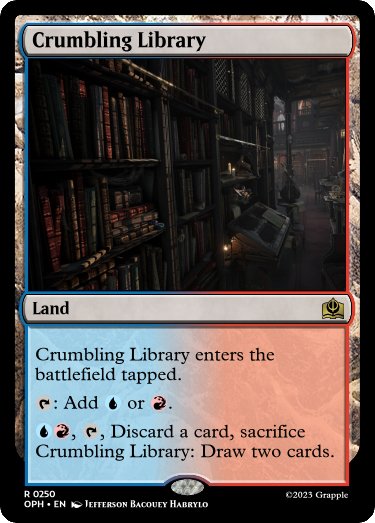 Crumbling Library
Land
Crumbling Library enters the
battlefield tapped.
: Add or .
, , Discard a card, sacrifice
Crumbling Library: Draw two cards.
R 0250
OPH • EN Jefferson Bacouey Habrylo
©2023 Grapple